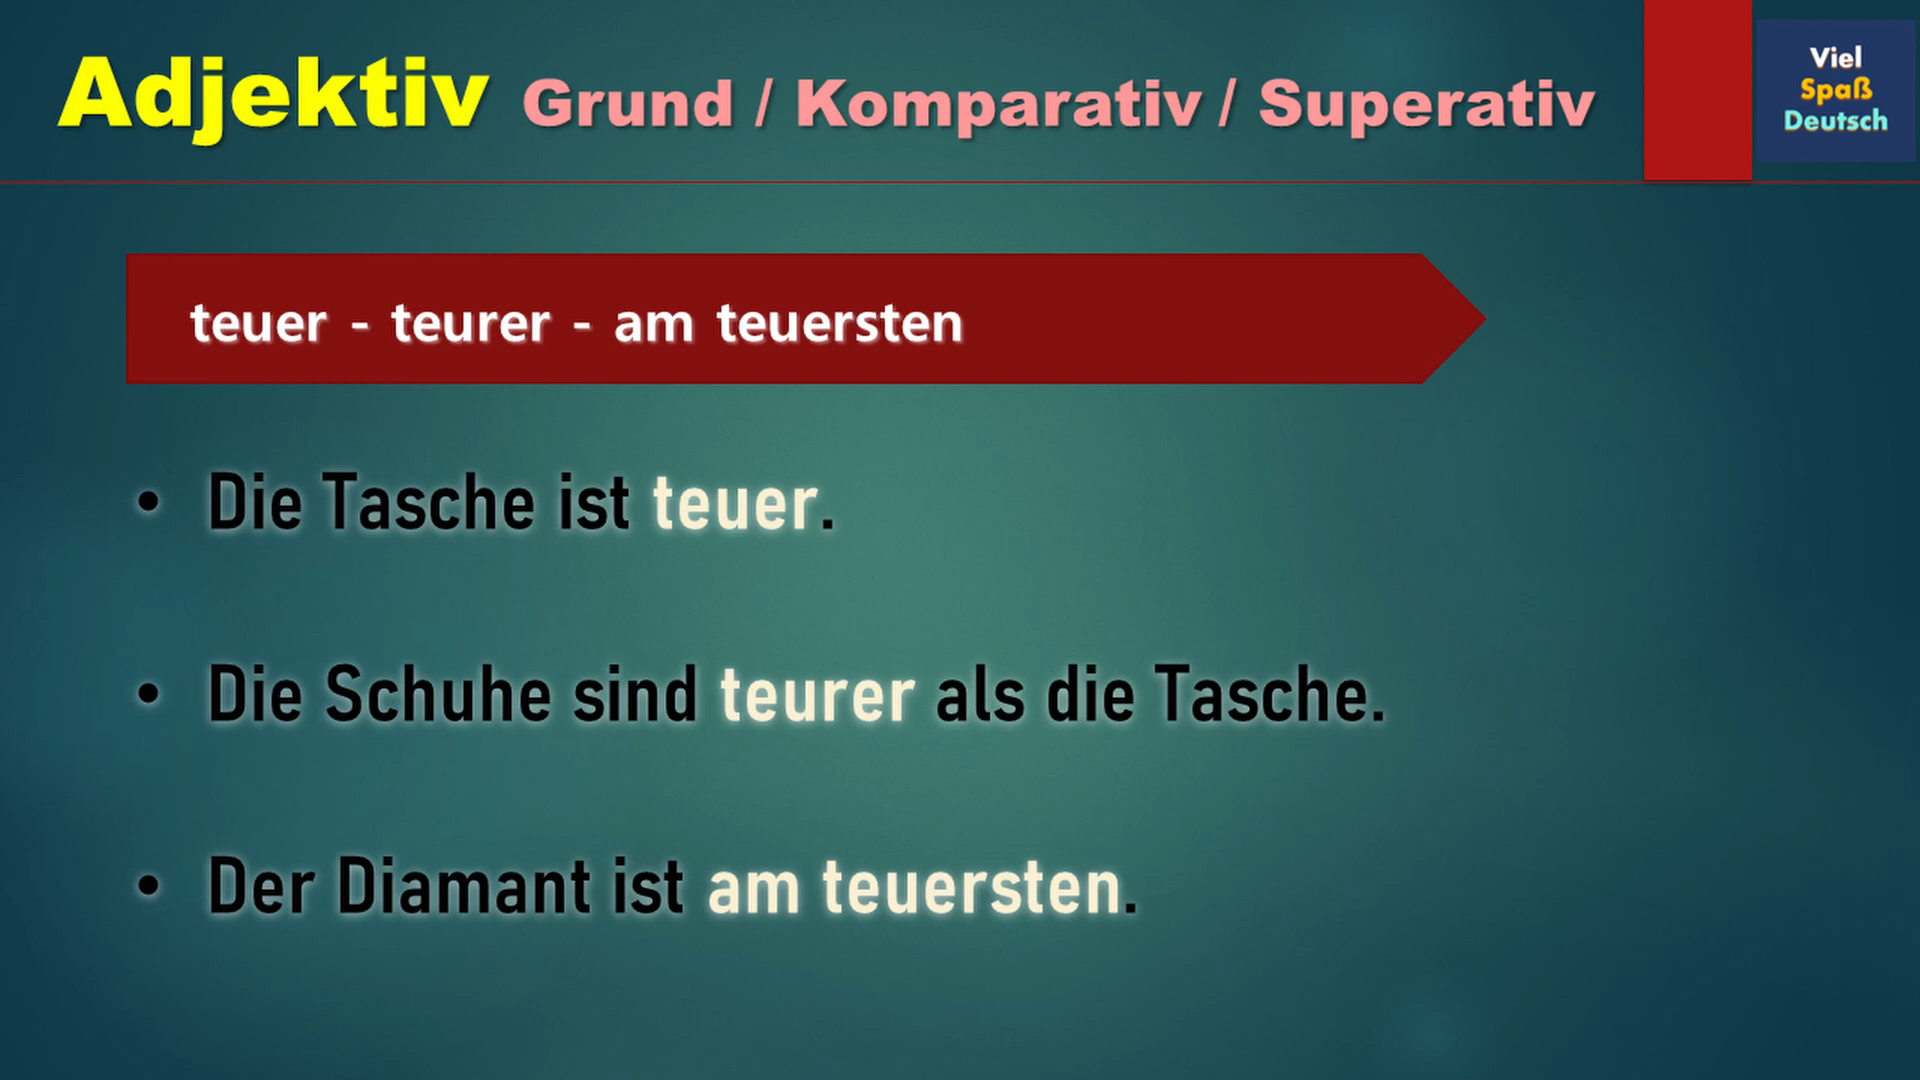 Adjektiv Grund / Komparativ / Superativ
Viel
Spaß
Deutsch
teuer - teurer - am teuersten
• Die Tasche ist teuer.
• Die Schuhe sind teurer als die Tasche.
• Der Diamant ist am teuersten.